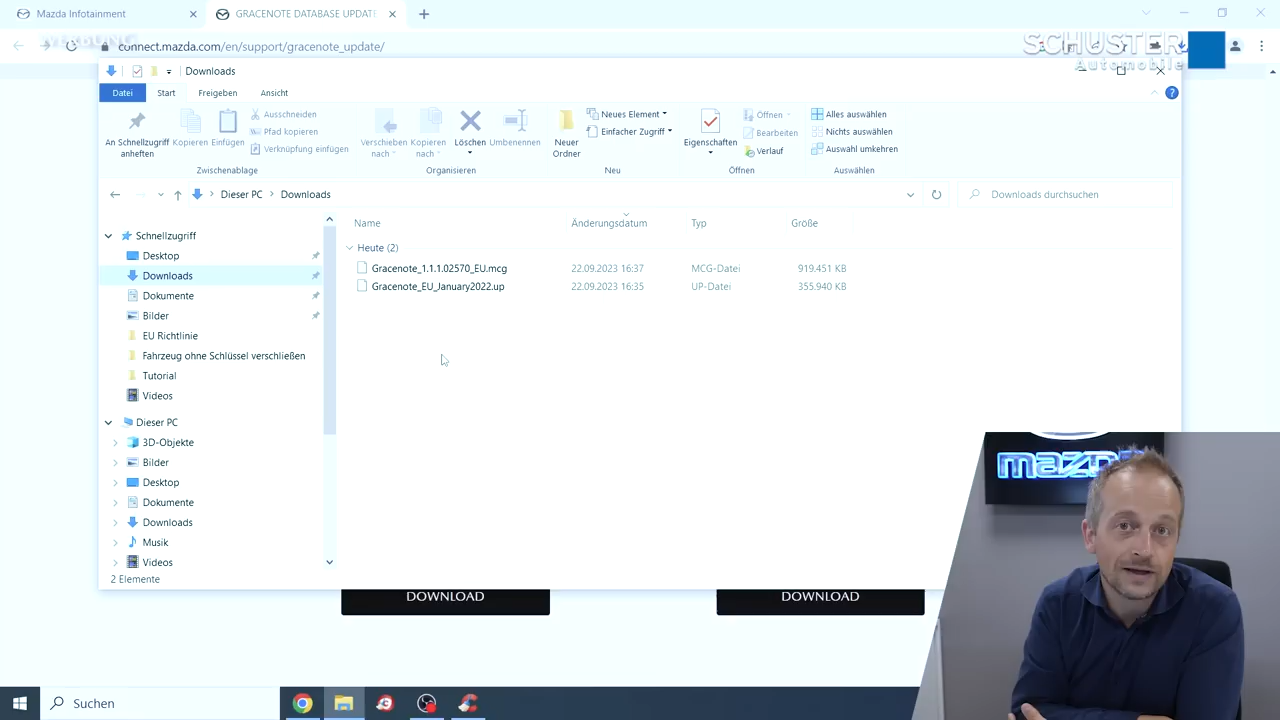 Mazda Infotainment
GRACENOTE DATABASE UPDATE
WERBUNG
connect.mazda.com/en/support/gracenote_update/
SCHUSTER
Automobile
Downloads
Datei
Start
Freigeben
Ansicht
An Schnellzugriff
anheften
Kopieren
Einfügen
Ausschneiden
Pfad kopieren
Verknüpfung einfügen
Zwischenablage
Verschieben
nach
Kopieren
nach
Löschen
Umbenennen
Organisieren
Neuer
Ordner
Neues Element
Einfacher Zugriff
Neu
Eigenschaften
Öffnen
Bearbeiten
Verlauf
Öffnen
Alles auswählen
Nichts auswählen
Auswahl umkehren
Auswählen
Dieser PC
Downloads
Downloads durchsuchen
Schnellzugriff
Desktop
Downloads
Dokumente
Bilder
EU Richtlinie
Fahrzeug ohne Schlüssel verschließen
Tutorial
Videos
Dieser PC
3D-Objekte
Bilder
Desktop
Dokumente
Downloads
Musik
Videos
Name Änderungsdatum Typ Größe
Heute (2)
Gracenote_1.1.1.02570_EU.mcg 22.09.2023 16:37 MCG-Datei 919.451 KB
Gracenote_EU_January2022.up 22.09.2023 16:35 UP-Datei 355.940 KB
2 Elemente
DOWNLOAD
DOWNLOAD
mazda
Suchen